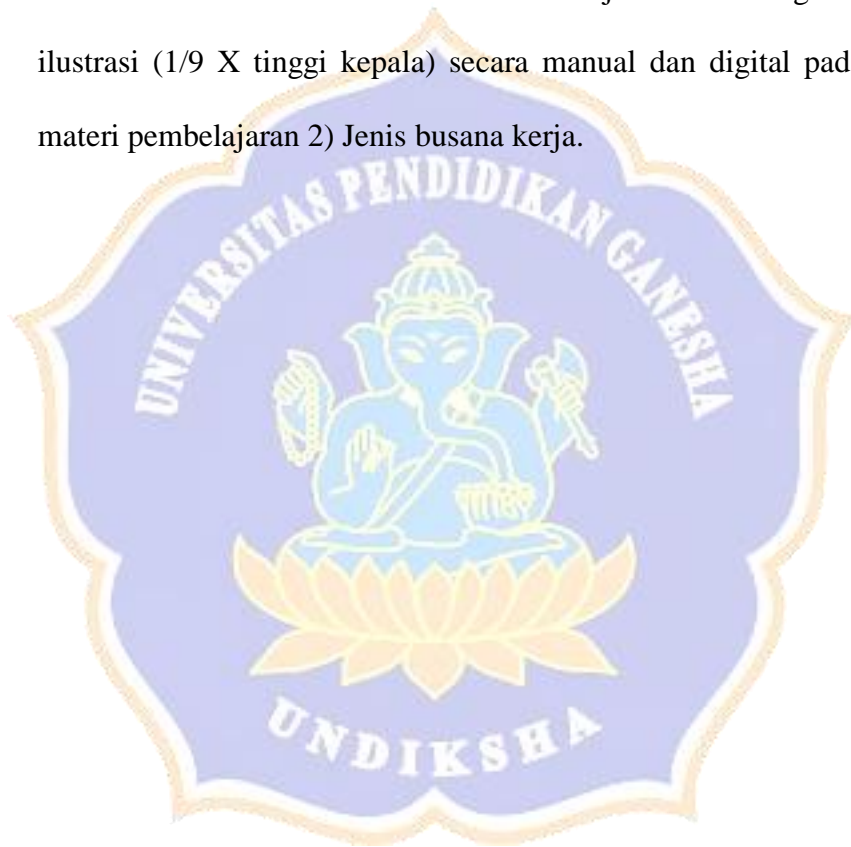 ilustrasi (1/9 X tinggi kepala) secara manual dan digital pad
materi pembelajaran 2) Jenis busana kerja.
UNIVERSITAS PENDIDIKAN GANESHA
UNDIKSHA